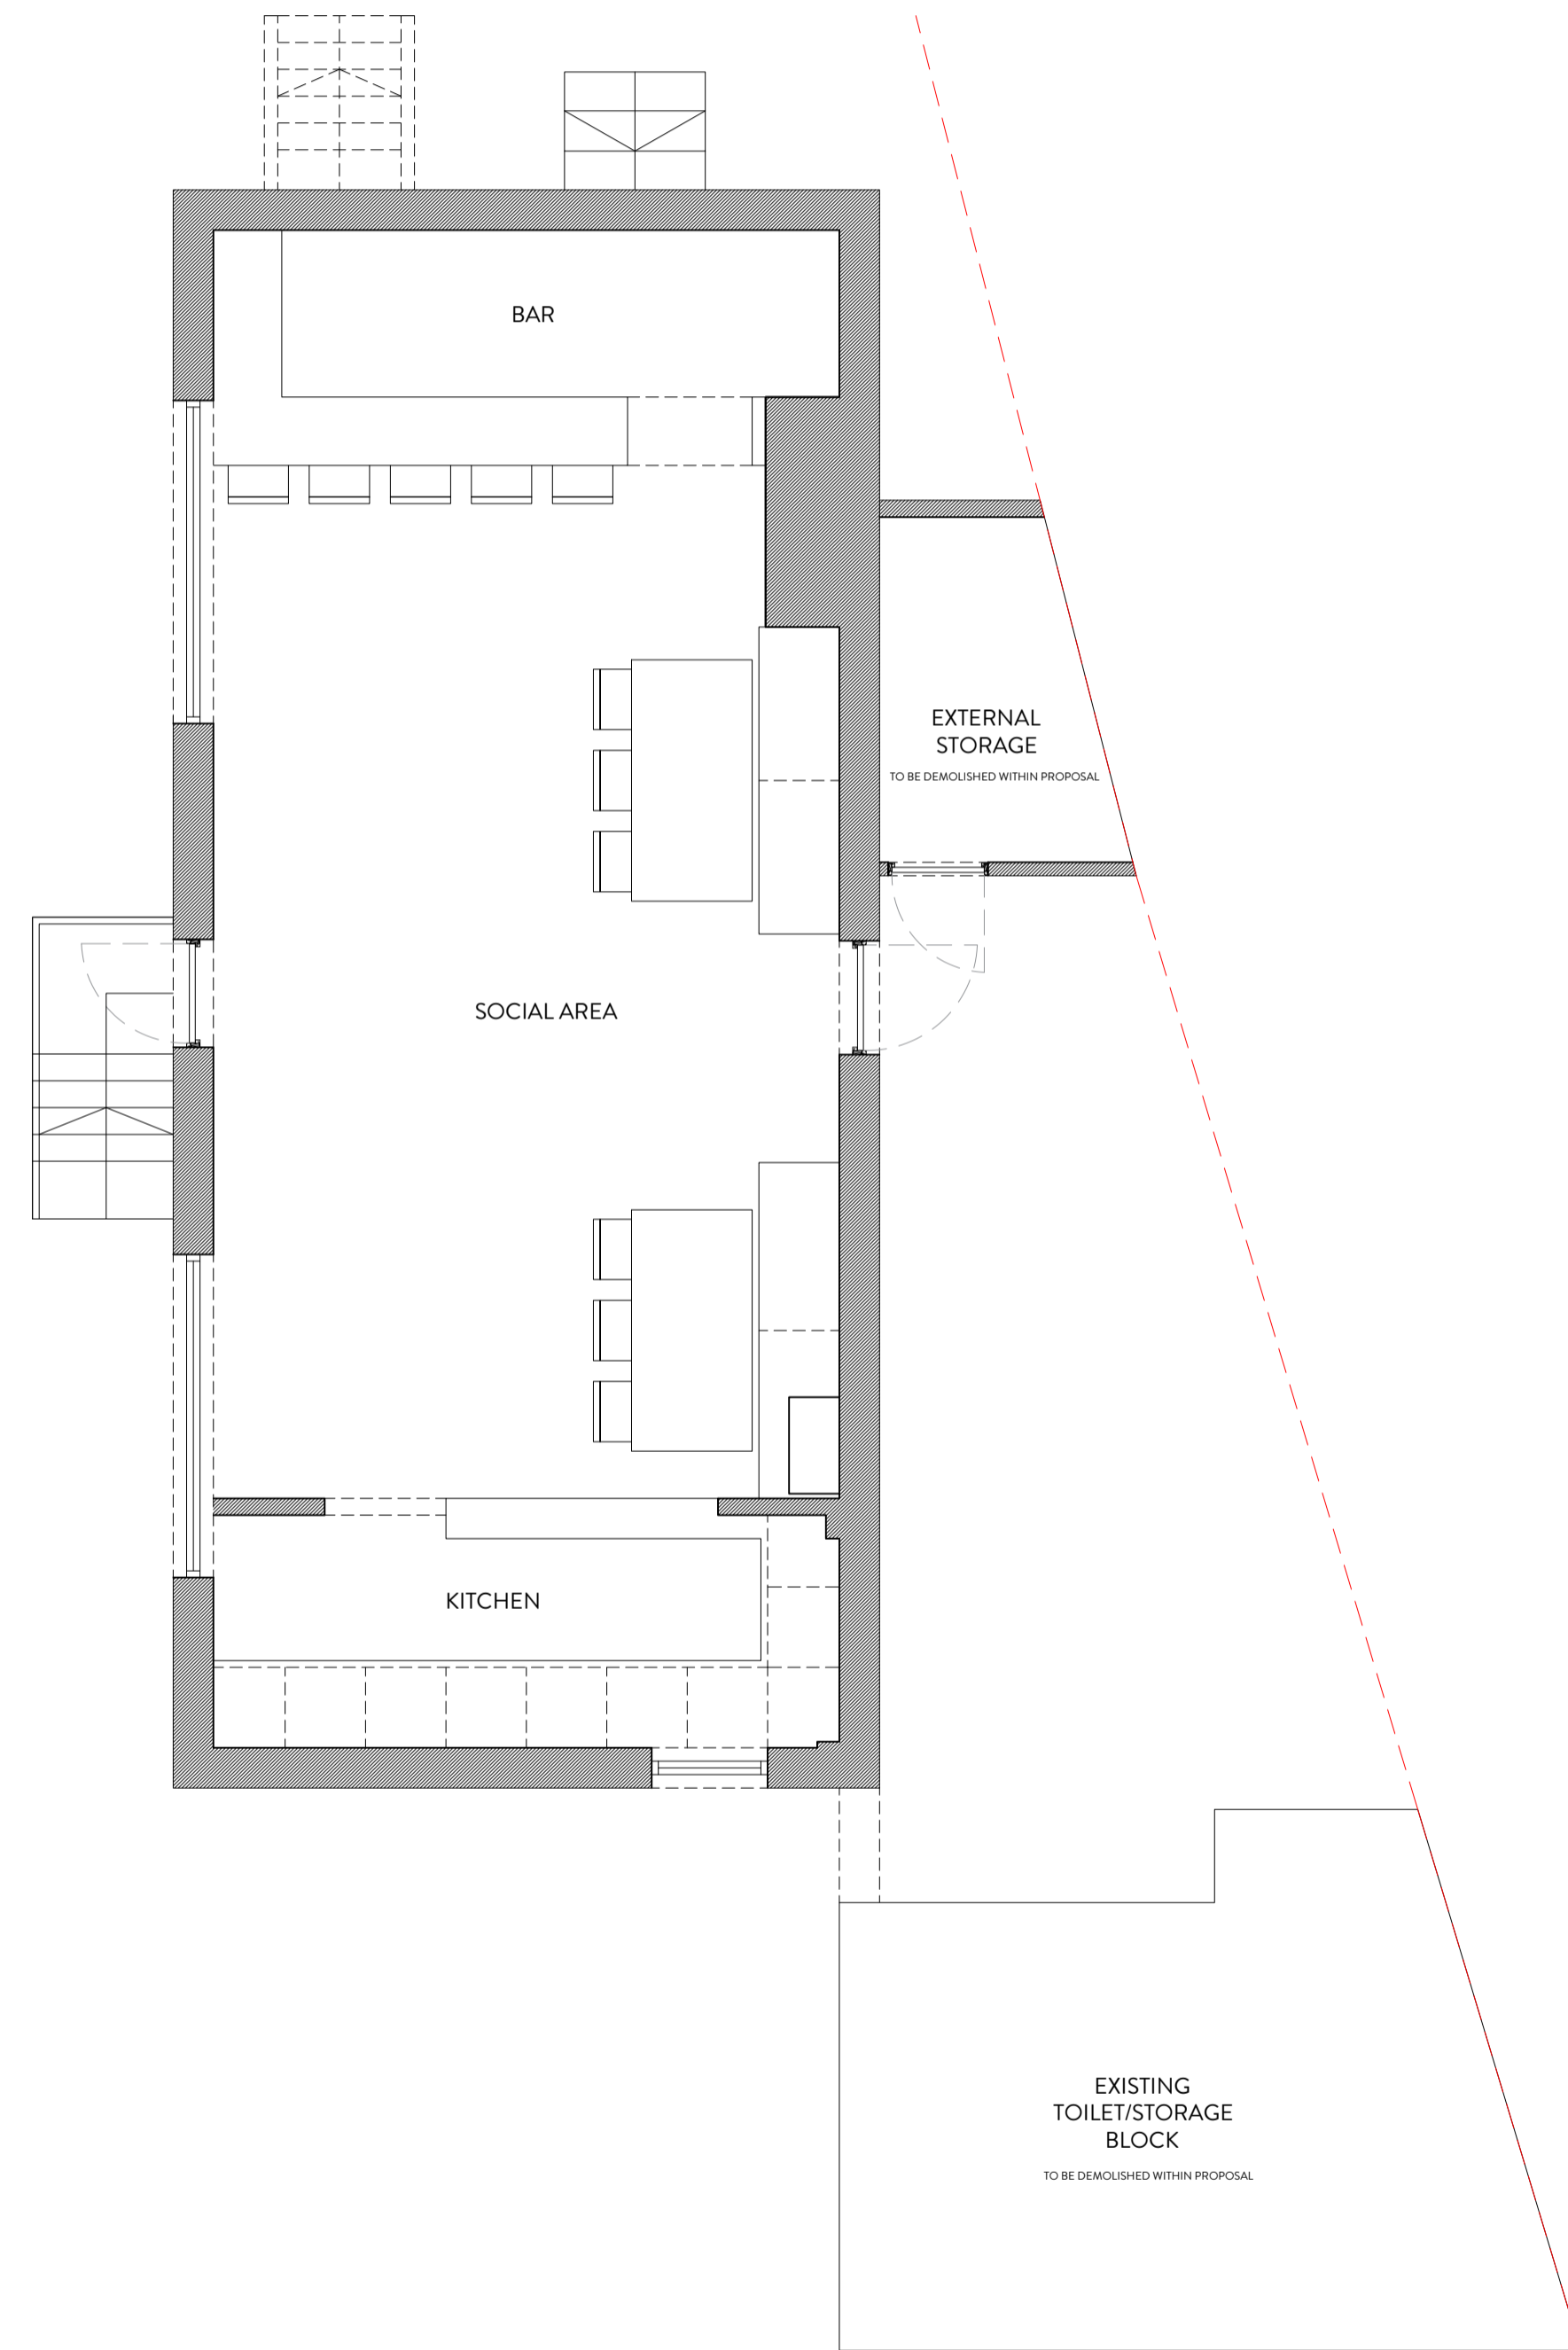 BAR
EXTERNAL
STORAGE
TO BE DEMOLISHED WITHIN PROPOSAL
SOCIAL AREA
KITCHEN
EXISTING
TOILET/STORAGE
BLOCK
TO BE DEMOLISHED WITHIN PROPOSAL